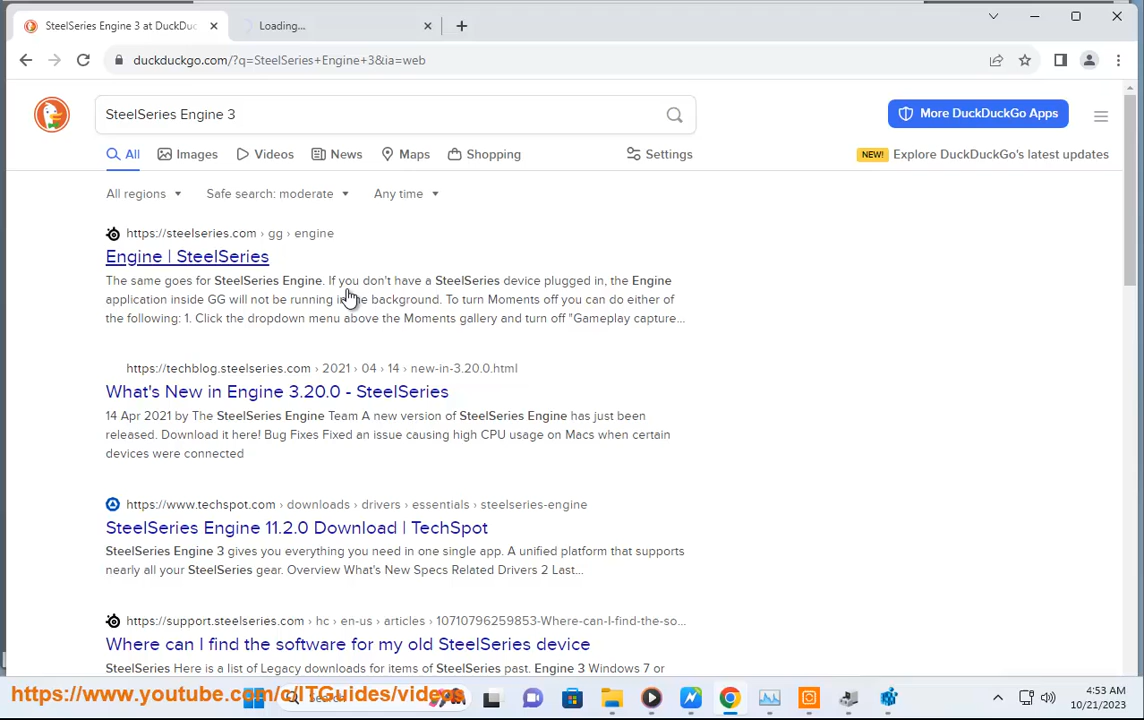 SteelSeries Engine 3 at DuckDuc
Loading...
duckduckgo.com/?q=SteelSeries+Engine+3&ia=web
SteelSeries Engine 3
More DuckDuckGo Apps
All Images Videos News Maps Shopping Settings
NEW! Explore DuckDuckGo's latest updates
All regions Safe search: moderate Any time
https://steelseries.com › gg › engine
Engine | SteelSeries
The same goes for SteelSeries Engine. If you don't have a SteelSeries device plugged in, the Engine
application inside GG will not be running in the background. To turn Moments off you can do either of
the following: 1. Click the dropdown menu above the Moments gallery and turn off "Gameplay capture...
https://techblog.steelseries.com › 2021 › 04 › 14 › new-in-3.20.0.html
What's New in Engine 3.20.0 - SteelSeries
14 Apr 2021 by The SteelSeries Engine Team A new version of SteelSeries Engine has just been
released. Download it here! Bug Fixes Fixed an issue causing high CPU usage on Macs when certain
devices were connected
https://www.techspot.com › downloads › drivers › essentials › steelseries-engine
SteelSeries Engine 11.2.0 Download | TechSpot
SteelSeries Engine 3 gives you everything you need in one single app. A unified platform that supports
nearly all your SteelSeries gear. Overview What's New Specs Related Drivers 2 Last...
https://support.steelseries.com › hc › en-us › articles › 10710796259853-Where-can-I-find-the-so...
Where can I find the software for my old SteelSeries device
SteelSeries Here is a list of Legacy downloads for items of SteelSeries past. Engine 3 Windows 7 or
https://www.youtube.com/c/ITGuides/videos
Search
4:53 AM
10/21/2023